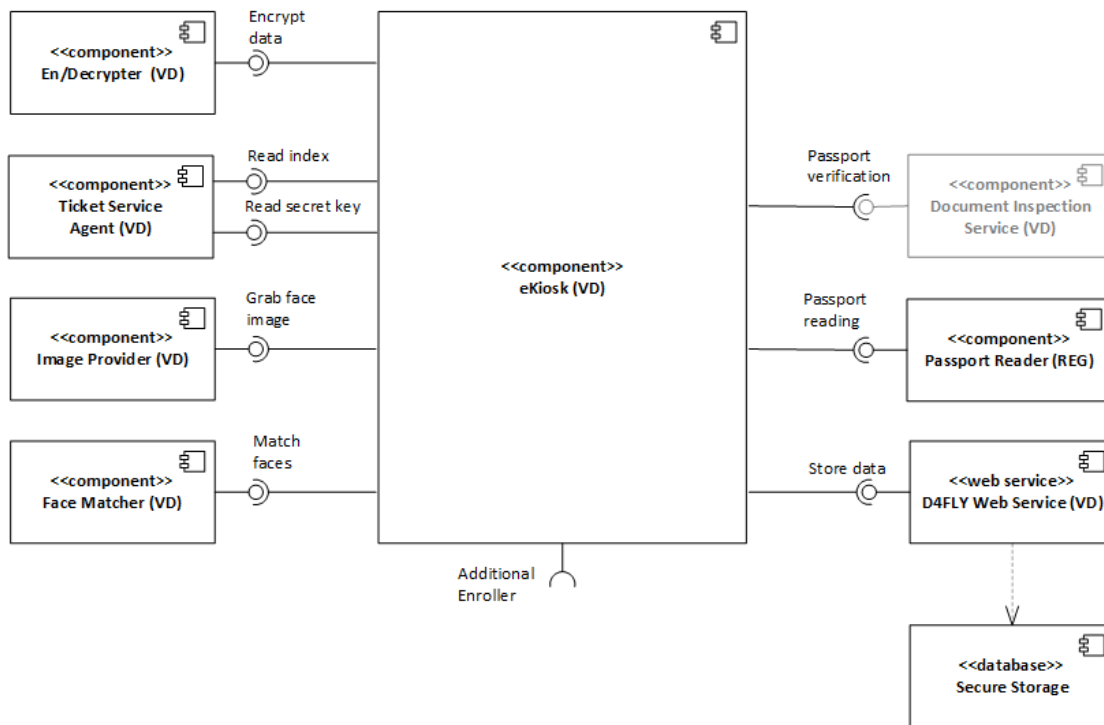 <<component>>
En/Decrypter (VD)
Encrypt
data
<<component>>
Ticket Service
Agent (VD)
Read index
Read secret key
<<component>>
Image Provider (VD)
Grab face
image
<<component>>
Face Matcher (VD)
Match
faces
<<component>>
eKiosk (VD)
Additional
Enroller
Passport
verification
<<component>>
Document Inspection
Service (VD)
Passport
reading
<<component>>
Passport Reader (REG)
Store data
<<web service>>
D4FLY Web Service (VD)
<<database>>
Secure Storage